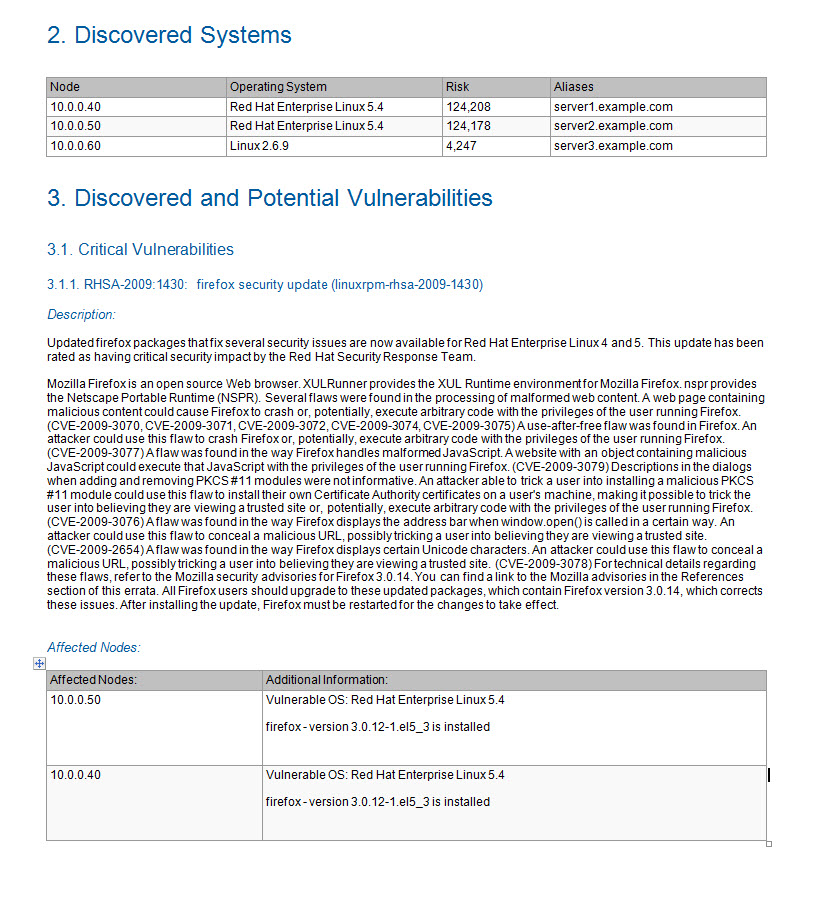 2. Discovered Systems
Node Operating System Risk Aliases
10.0.0.40 Red Hat Enterprise Linux 5.4 124,208 server1.example.com
10.0.0.50 Red Hat Enterprise Linux 5.4 124,178 server2.example.com
10.0.0.60 Linux 2.6.9 4,247 server3.example.com
3. Discovered and Potential Vulnerabilities
3.1. Critical Vulnerabilities
3.1.1. RHSA-2009:1430: firefox security update (linuxrpm-rhsa-2009-1430)
Description:
Updated firefox packages that fix several security issues are now available for Red Hat Enterprise Linux 4 and 5. This update has been
rated as having critical security impact by the Red Hat Security Response Team.
Mozilla Firefox is an open source Web browser. XULRunner provides the XUL Runtime environment for Mozilla Firefox. nspr provides
the Netscape Portable Runtime (NSPR). Several flaws were found in the processing of malformed web content. A web page containing
malicious content could cause Firefox to crash or, potentially, execute arbitrary code with the privileges of the user running Firefox.
(CVE-2009-3070, CVE-2009-3071, CVE-2009-3072, CVE-2009-3074, CVE-2009-3075) A use-after-free flaw was found in Firefox. An
attacker could use this flaw to crash Firefox or, potentially, execute arbitrary code with the privileges of the user running Firefox.
(CVE-2009-3077) A flaw was found in the way Firefox handles malformed JavaScript. A website with an object containing malicious
JavaScript could execute that JavaScript with the privileges of the user running Firefox. (CVE-2009-3079) Descriptions in the dialogs
when adding and removing PKCS #11 modules were not informative. An attacker able to trick a user into installing a malicious PKCS
#11 module could use this flaw to install their own Certificate Authority certificates on a user's machine, making it possible to trick the
user into believing they are viewing a trusted site or, potentially, execute arbitrary code with the privileges of the user running Firefox.
(CVE-2009-3076) A flaw was found in the way Firefox displays the address bar when window.open() is called in a certain way. An
attacker could use this flaw to conceal a malicious URL, possibly tricking a user into believing they are viewing a trusted site.
(CVE-2009-2654) A flaw was found in the way Firefox displays certain Unicode characters. An attacker could use this flaw to conceal a
malicious URL, possibly tricking a user into believing they are viewing a trusted site. (CVE-2009-3078) For technical details regarding
these flaws, refer to the Mozilla security advisories for Firefox 3.0.14. You can find a link to the Mozilla advisories in the References
section of this errata. All Firefox users should upgrade to these updated packages, which contain Firefox version 3.0.14, which corrects
these issues. After installing the update, Firefox must be restarted for the changes to take effect.
Affected Nodes:
Affected Nodes: Additional Information:
10.0.0.50 Vulnerable OS: Red Hat Enterprise Linux 5.4
firefox - version 3.0.12-1.el5_3 is installed
10.0.0.40 Vulnerable OS: Red Hat Enterprise Linux 5.4
firefox - version 3.0.12-1.el5_3 is installed